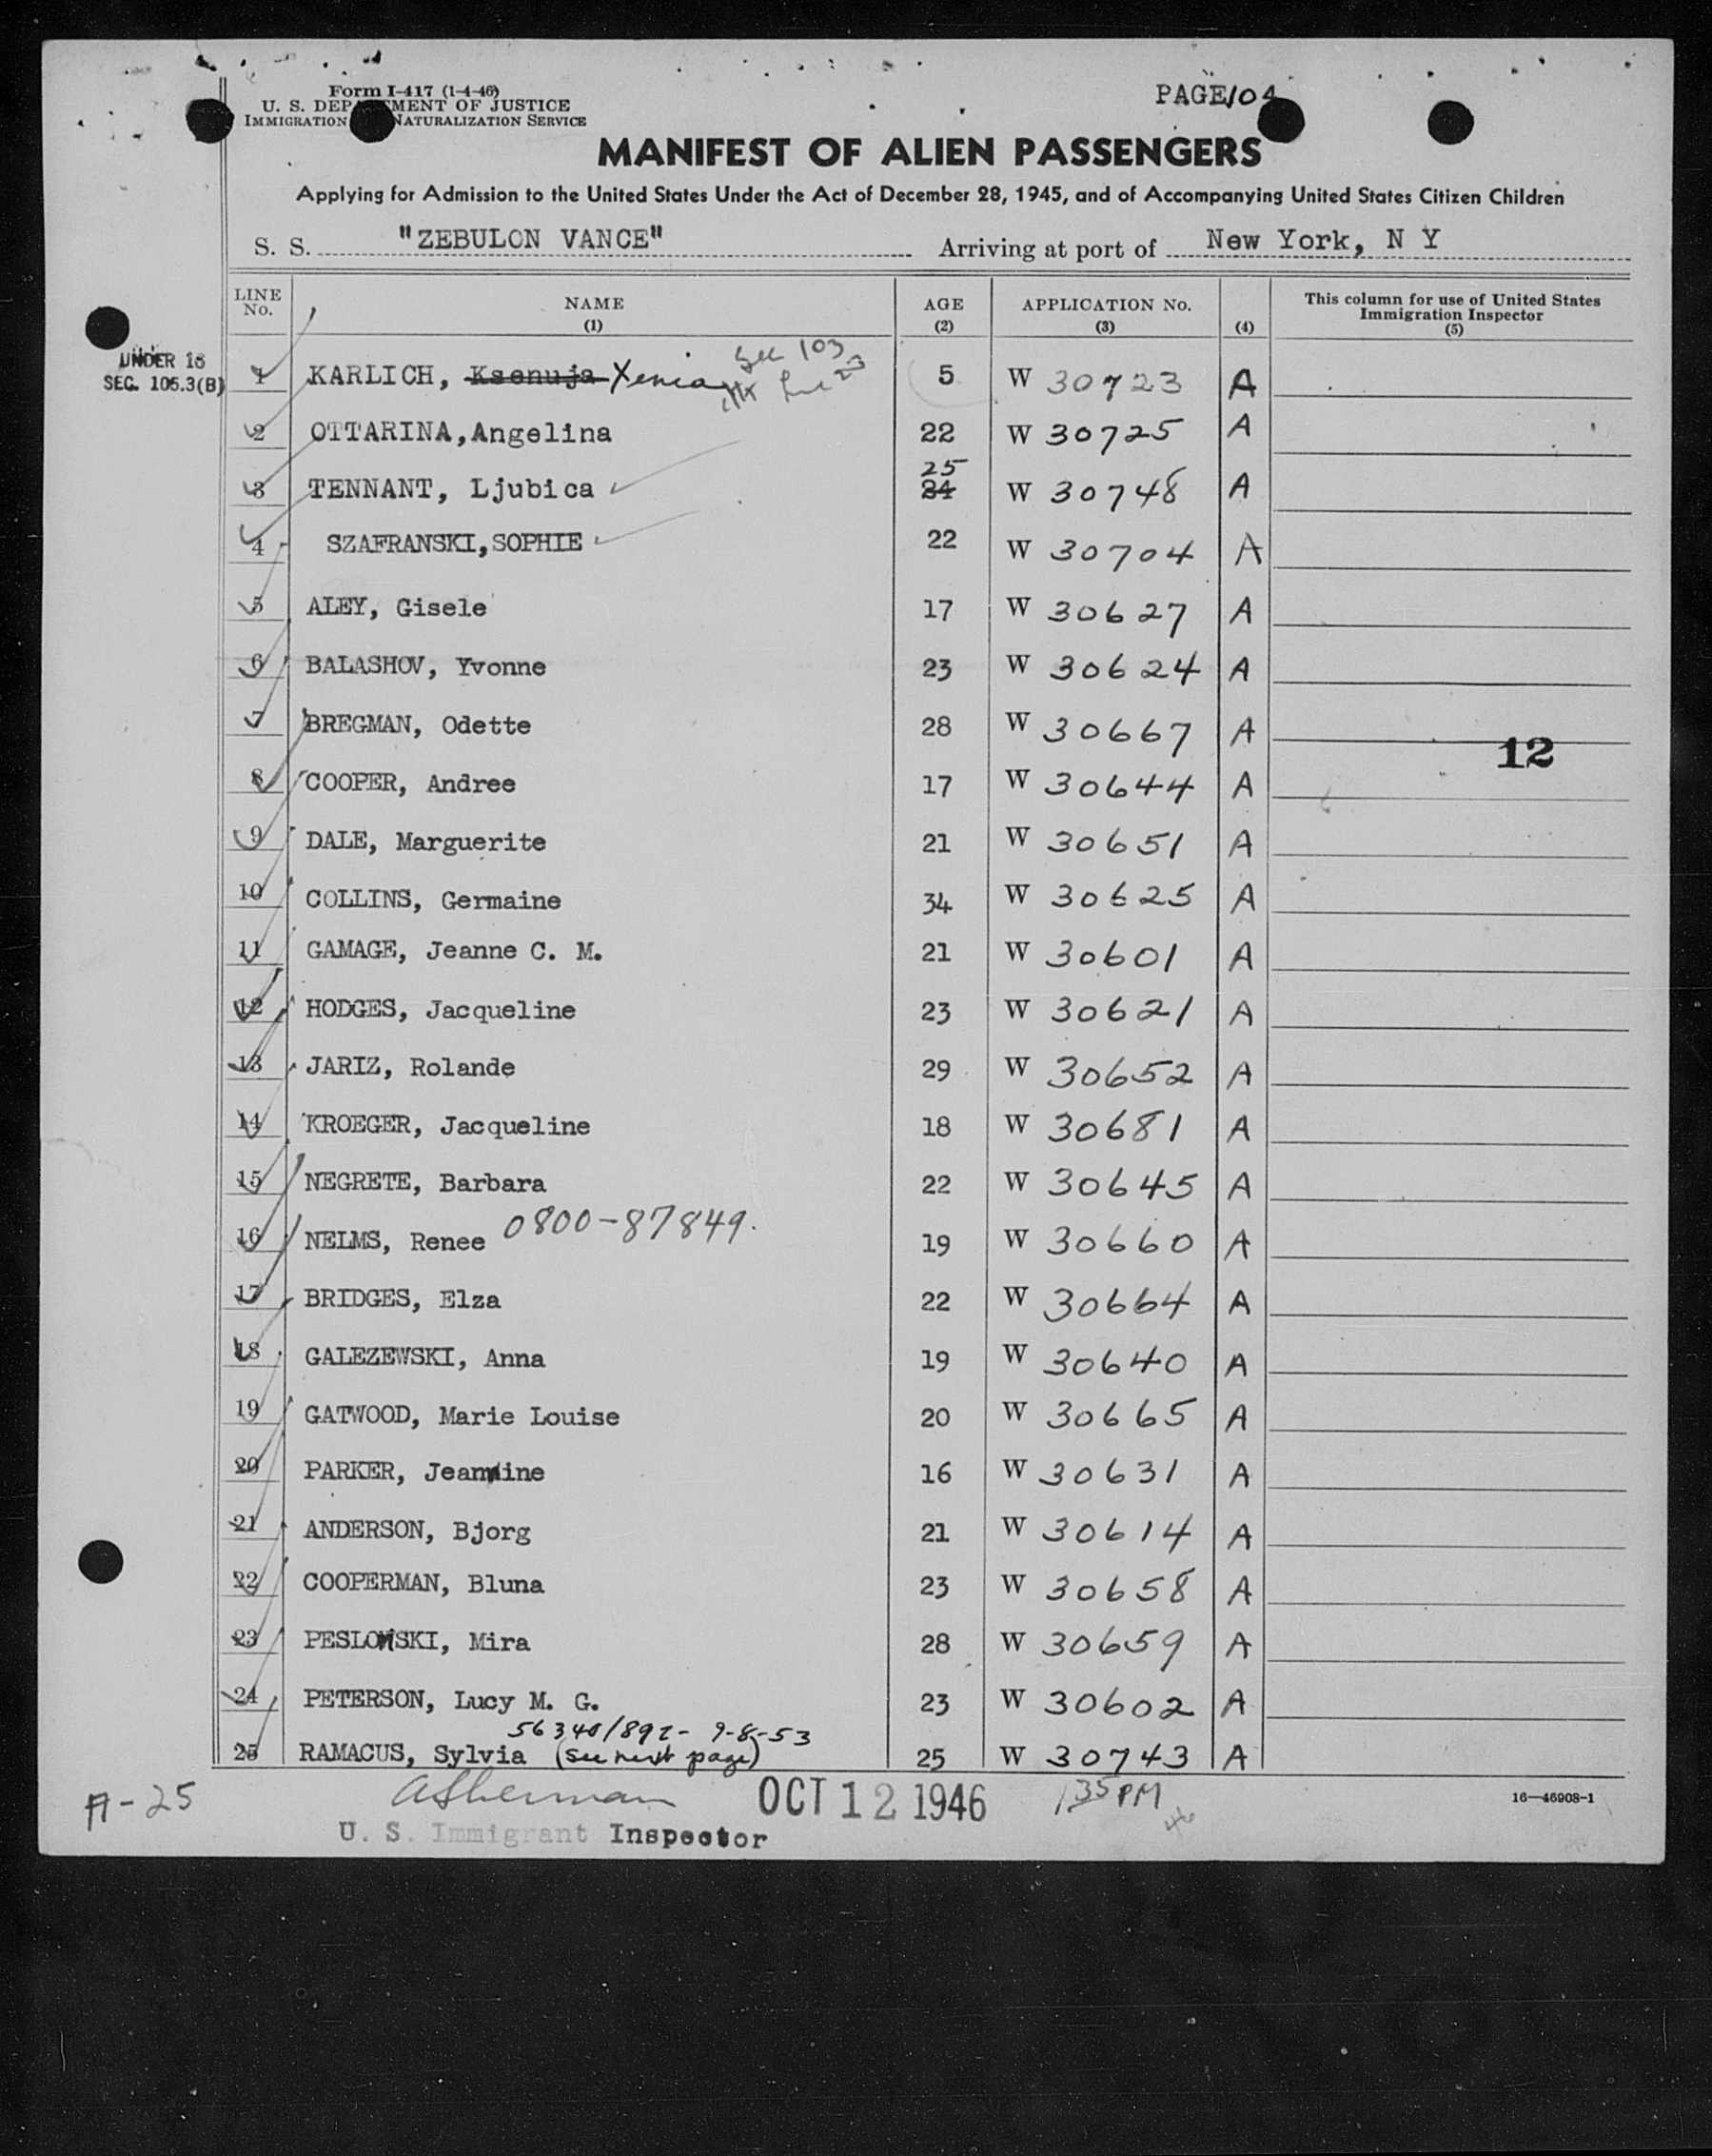 Form I-417 (1-4-46)
PAGE 104
U. S. DEPARTMENT OF JUSTICE
IMMIGRATION NATURALIZATION SERVICE
MANIFEST OF ALIEN PASSENGERS
Applying for Admission to the United States Under the Act of December 28, 1945, and of Accompanying United States Citizen Children
S. S. "ZEBULON VANCE" Arriving at port of New York, N Y
LINE No. NAME (1) AGE (2) APPLICATION No. (3) (4) This column for use of United States Immigration Inspector (5)
See 103
UNDER 16
SEC. 105.3(B)
1 KARLICH, Ksenuja Xenia Line 23 5 W 30723 A
2 OTTARINA, Angelina 22 W 30725 A
25
3 TENNANT, Ljubica 24 W 30748 A
4 SZAFRANSKI, SOPHIE 22 W 30704 A
5 ALEY, Gisele 17 W 30627 A
6 BALASHOV, Yvonne 23 W 30624 A
7 BREGMAN, Odette 28 W 30667 A
12
8 COOPER, Andree 17 W 30644 A
9 DALE, Marguerite 21 W 30651 A
10 COLLINS, Germaine 34 W 30625 A
11 GAMAGE, Jeanne C. M. 21 W 30601 A
12 HODGES, Jacqueline 23 W 30621 A
13 JARIZ, Rolande 29 W 30652 A
14 KROEGER, Jacqueline 18 W 30681 A
15 NEGRETE, Barbara 22 W 30645 A
16 NELMS, Renee 0800-87849. 19 W 30660 A
17 BRIDGES, Elza 22 W 30664 A
18 GALEZEWSKI, Anna 19 W 30640 A
19 GATWOOD, Marie Louise 20 W 30665 A
20 PARKER, Jeannine 16 W 30631 A
21 ANDERSON, Bjorg 21 W 30614 A
22 COOPERMAN, Bluna 23 W 30658 A
23 PESLOWSKI, Mira 28 W 30659 A
24 PETERSON, Lucy M. G. 23 W 30602 A
56340/892- 9-8-53
25 RAMACUS, Sylvia (See next page) 25 W 30743 A
A-25 OCT 12 1946 135 PM 16—46908-1
U. S. Immigrant Inspector